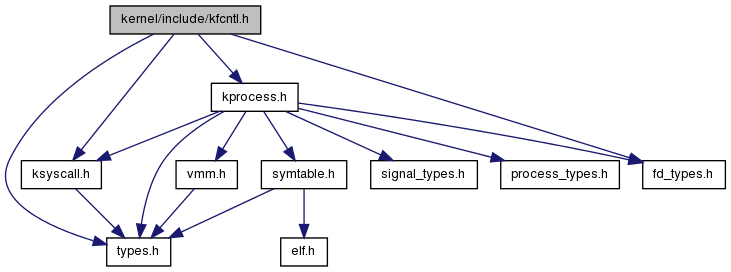 kernel/include/kfcntl.h
kprocess.h
ksyscall.h
vmm.h
symtable.h
signal_types.h
process_types.h
fd_types.h
types.h
elf.h